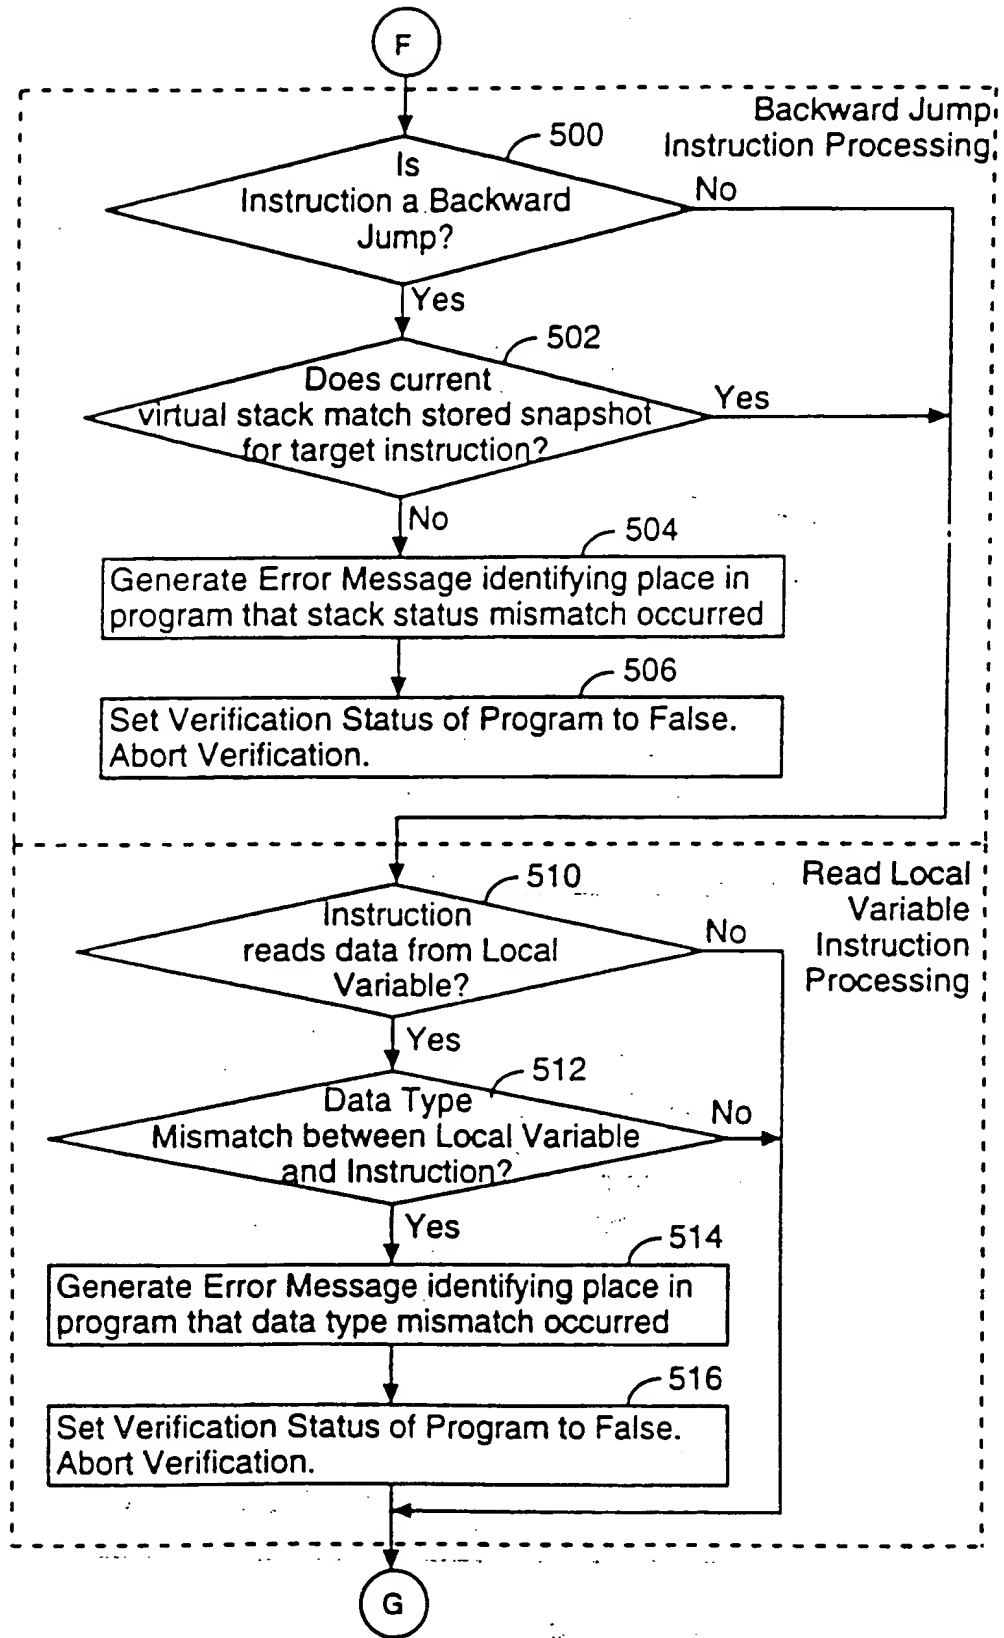 F
Backward Jump
Instruction Processing
500
Is
Instruction a Backward
Jump?
No
Yes
502
Does current
virtual stack match stored snapshot
for target instruction?
Yes
No
504
Generate Error Message identifying place in
program that stack status mismatch occurred
506
Set Verification Status of Program to False.
Abort Verification.
Read Local
Variable
Instruction
Processing
510
Instruction
reads data from Local
Variable?
No
Yes
512
Data Type
Mismatch between Local Variable
and Instruction?
No
Yes
514
Generate Error Message identifying place in
program that data type mismatch occurred
516
Set Verification Status of Program to False.
Abort Verification.
G